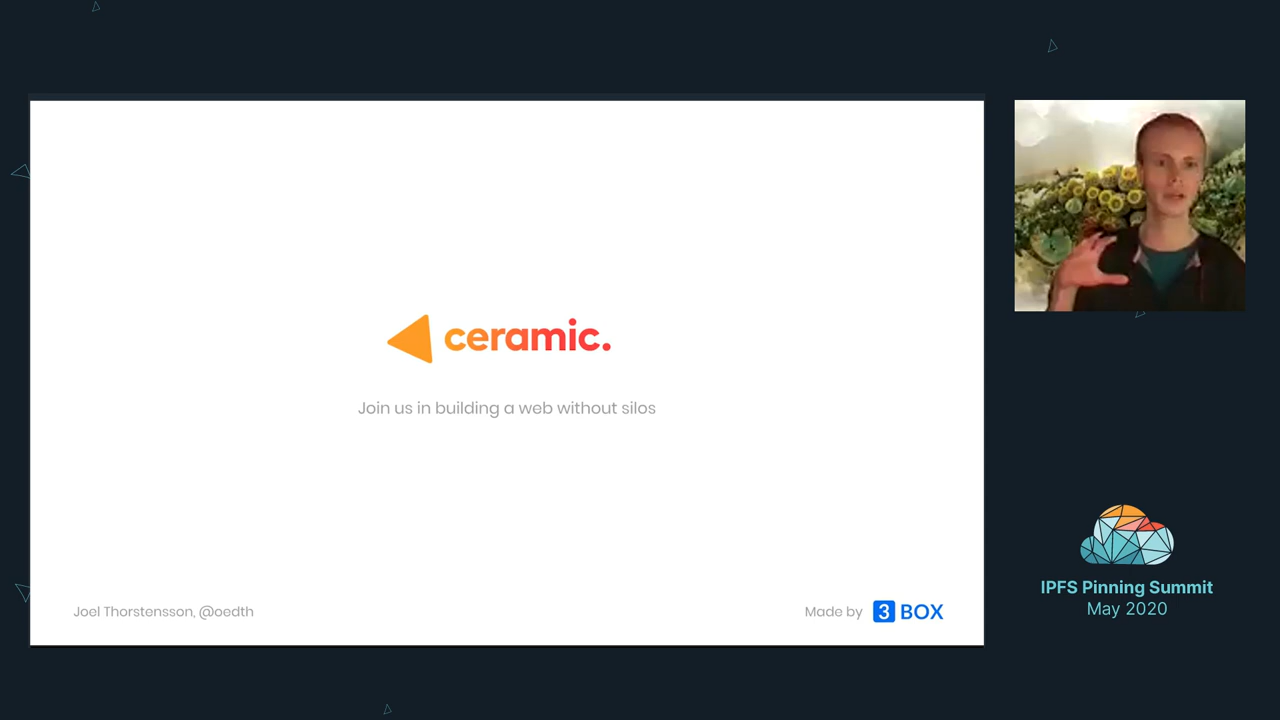 ceramic.
Join us in building a web without silos
Joel Thorstensson, @oedth
Made by 3 BOX
IPFS Pinning Summit
May 2020